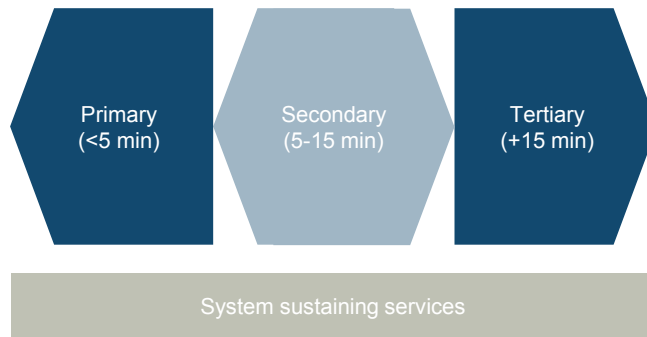 Primary
(<5 min)
Secondary
(5-15 min)
Tertiary
(+15 min)
System sustaining services